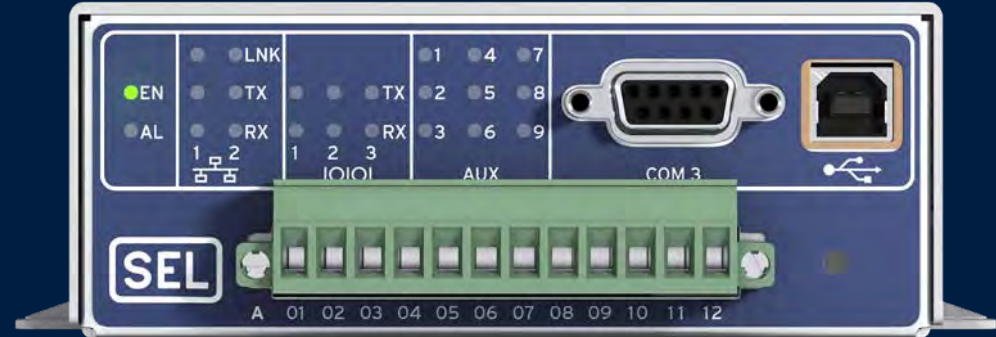 LNK
1 4 7
EN
TX
TX
2 5 8
AL
RX
RX
3 6 9
1 2
1 2 3
IOIOI
AUX
COM 3
SEL
A 01 02 03 04 05 06 07 08 09 10 11 12